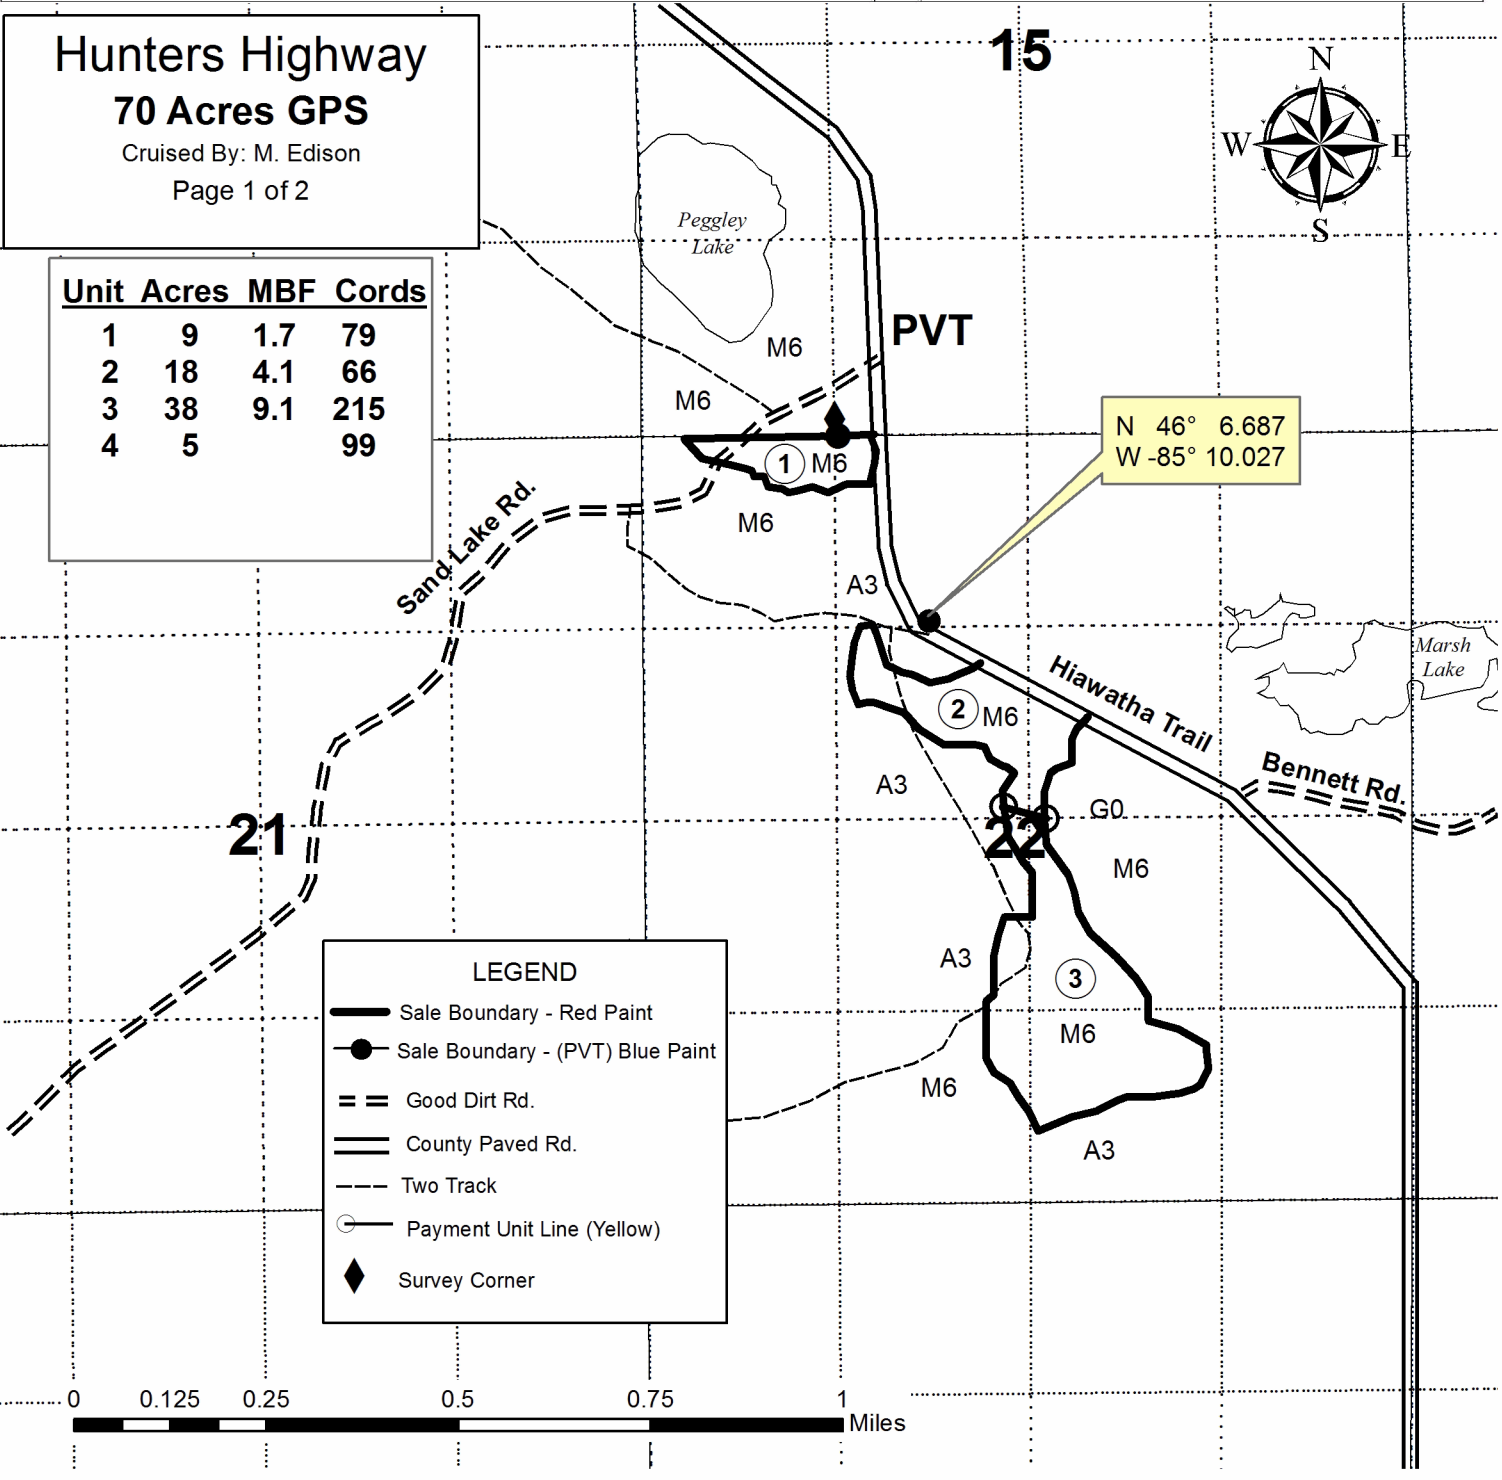 Hunters Highway
70 Acres GPS
Cruised By: M. Edison
Page 1 of 2
15
N
W
E
S
Unit Acres MBF Cords
1 9 1.7 79
2 18 4.1 66
3 38 9.1 215
4 5 99
Peggley
Lake
PVT
M6
M6
N 46° 6.687
W -85° 10.027
1
M6
M6
Sand Lake Rd.
A3
Marsh
Lake
Hiawatha Trail
2
M6
Bennett Rd.
A3
G0
21
22
M6
A3
3
M6
M6
A3
LEGEND
Sale Boundary - Red Paint
Sale Boundary - (PVT) Blue Paint
Good Dirt Rd.
County Paved Rd.
Two Track
Payment Unit Line (Yellow)
Survey Corner
0 0.125 0.25 0.5 0.75 1
Miles